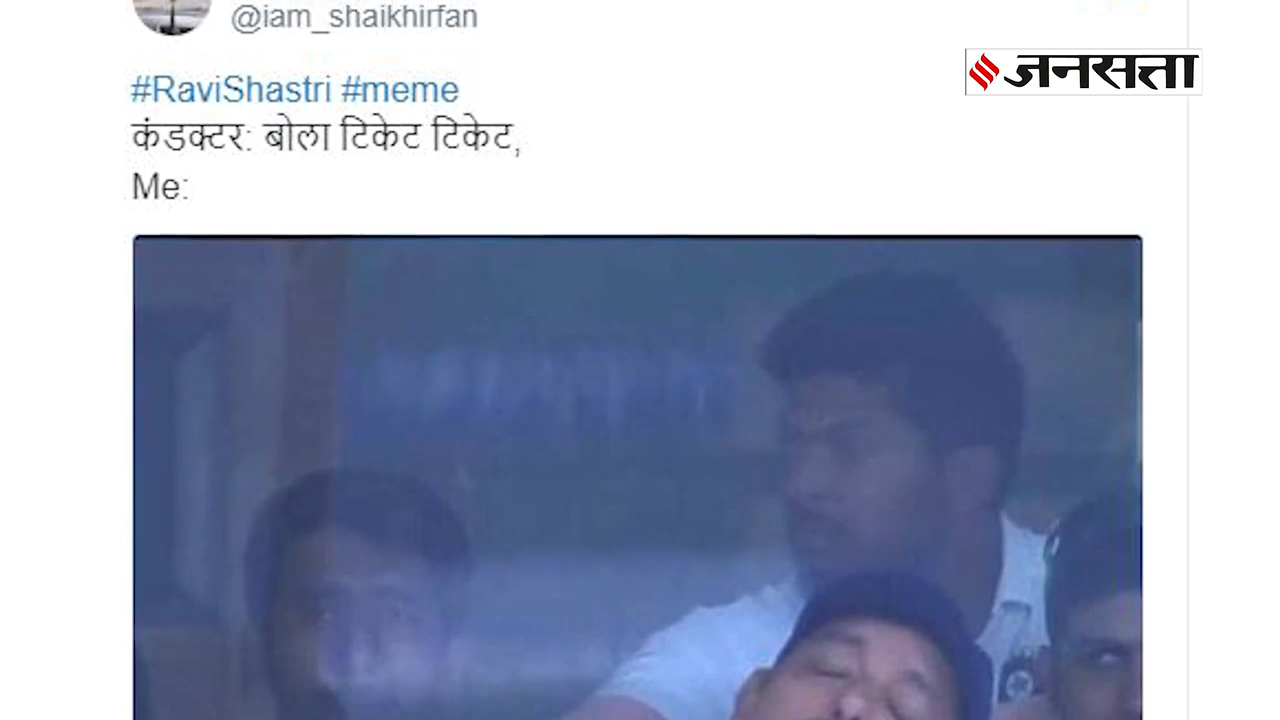 @iam_shaikhirfan
जनसत्ता
#RaviShastri #meme
कंडक्टर: बोला टिकेट टिकेट,
Me: